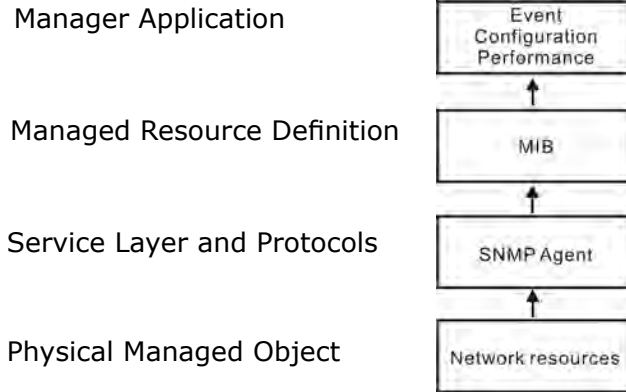 Manager Application
Event
Configuration
Performance
Managed Resource Definition
MIB
Service Layer and Protocols
SNMP Agent
Physical Managed Object
Network resources